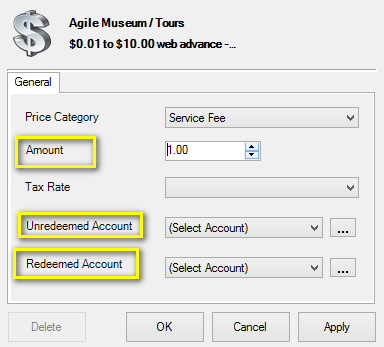 Agile Museum / Tours
$0.01 to $10.00 web advance -...
General
Price Category
Service Fee
Amount
1.00
Tax Rate
Unredeemed Account
(Select Account)
...
Redeemed Account
(Select Account)
...
Delete
OK
Cancel
Apply